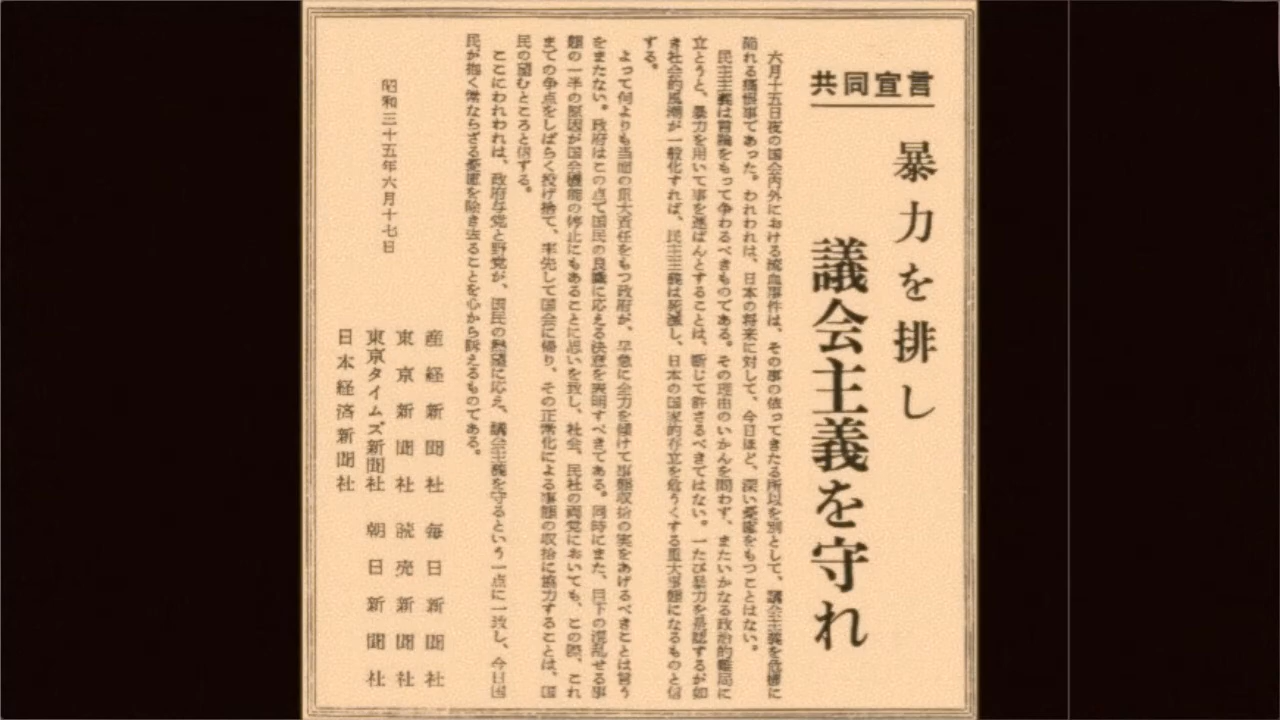 共同宣言
暴力を排し
議会主義を守れ
六月十五日夜の国会内外における流血事件は、その事の依ってきたる所以を別として、議会主義を危機に
陥れる痛恨事であった。われわれは、日本の将来に対して、今日ほど、深い憂慮をもつことはない。
民主主義は言論をもって争わるべきものである。その理由のいかんを問わず、またいかなる政治的難局に
立とうと、暴力を用いて事を運ばんとすることは、断じて許さるべきではない。一たび暴力を是認するが如
き社会的風潮が一般化すれば、民主主義は死滅し、日本の国家的存立を危うくする重大事態になるものと信
ずる。
よって何よりも当面の重大責任をもつ政府が、早急に全力を傾けて事態収拾の実をあげるべきことは言う
をまたない。政府はこの点で国民の良識に応える決意を表明すべきである。同時にまた、目下の混乱せる事
態の一半の原因が国会機能の停止にもあることに思いを致し、社会、民社の両党においても、この際、これ
までの争点をしばらく投げ捨て、率先して国会に帰り、その正常化による事態の収拾に協力することは、国
民の望むところと信ずる。
ここにわれわれは、政府与党と野党が、国民の熱望に応え、議会主義を守るという一点に一致し、今日国
民が抱く常ならざる憂慮を除き去ることを心から訴えるものである。
昭和三十五年六月十七日
産経新聞社 毎日新聞社
東京新聞社 読売新聞社
東京タイムズ新聞社 朝日新聞社
日本経済新聞社